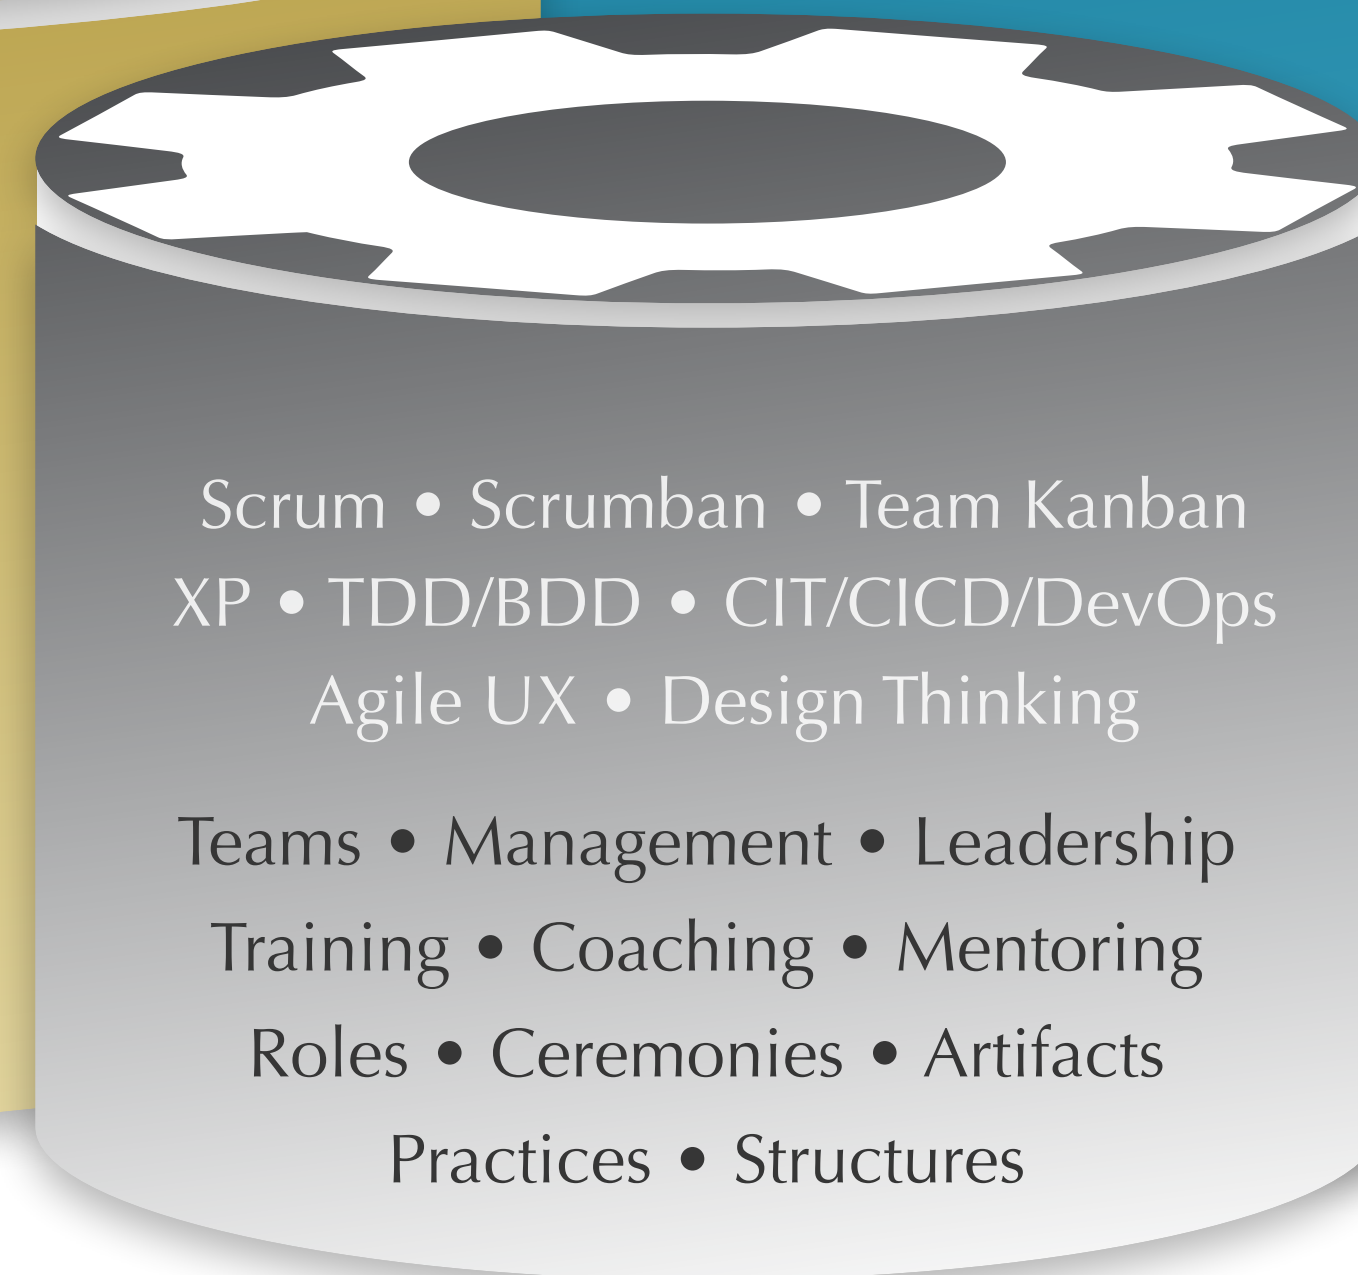 Scrum • Scrumban • Team Kanban
XP • TDD/BDD • CIT/CICD/DevOps
Agile UX • Design Thinking
Teams • Management • Leadership
Training • Coaching • Mentoring
Roles • Ceremonies • Artifacts
Practices • Structures